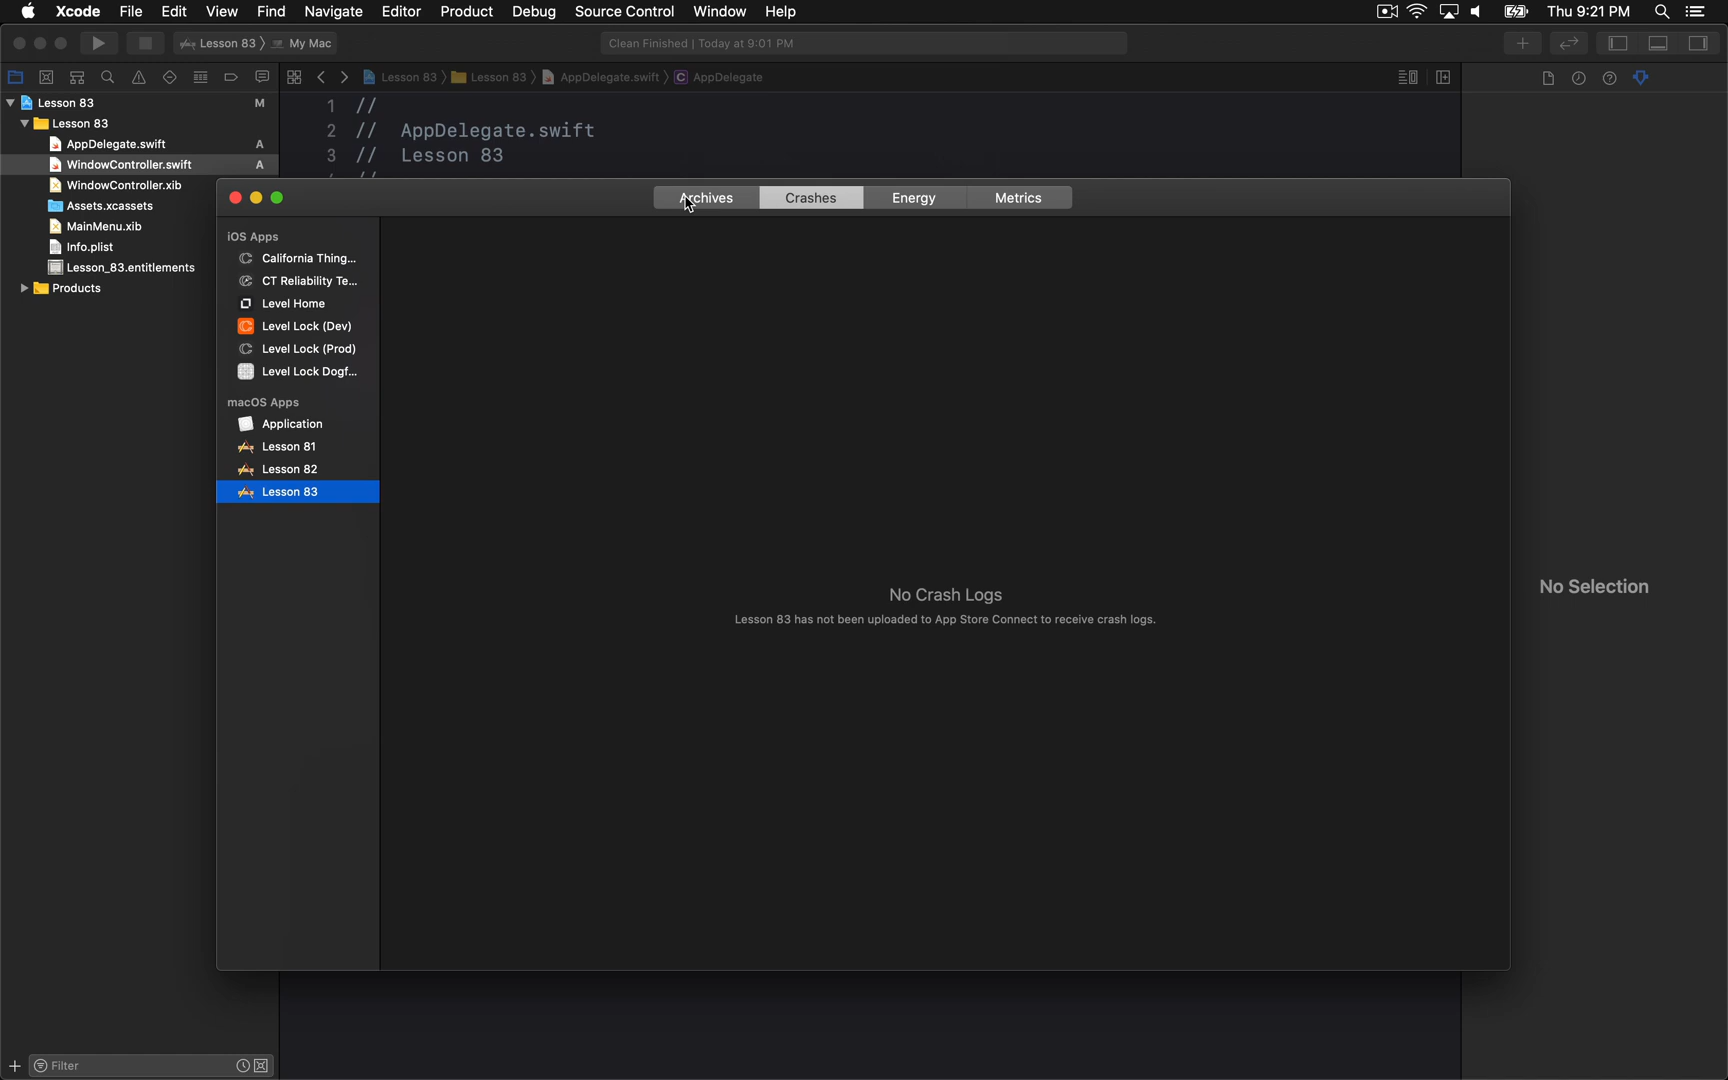 Xcode File Edit View Find Navigate Editor Product Debug Source Control Window Help Thu 9:21 PM
Lesson 83 My Mac Clean Finished | Today at 9:01 PM
Lesson 83 Lesson 83 AppDelegate.swift C AppDelegate
Lesson 83 M
Lesson 83
AppDelegate.swift A
WindowController.swift A
WindowController.xib
Assets.xcassets
MainMenu.xib
Info.plist
Lesson_83.entitlements
Products
1 //
2 // AppDelegate.swift
3 // Lesson 83
4 //
Archives Crashes Energy Metrics
iOS Apps
California Thing...
CT Reliability Te...
Level Home
Level Lock (Dev)
Level Lock (Prod)
Level Lock Dogf...
macOS Apps
Application
Lesson 81
Lesson 82
Lesson 83
No Crash Logs
Lesson 83 has not been uploaded to App Store Connect to receive crash logs.
No Selection
Filter